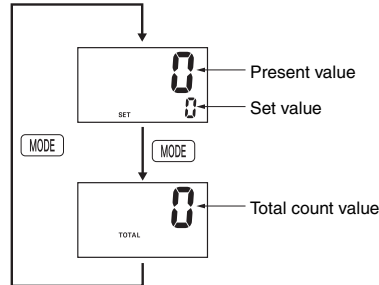 0 Present value
SET 0 Set value
MODE MODE
0 Total count value
TOTAL